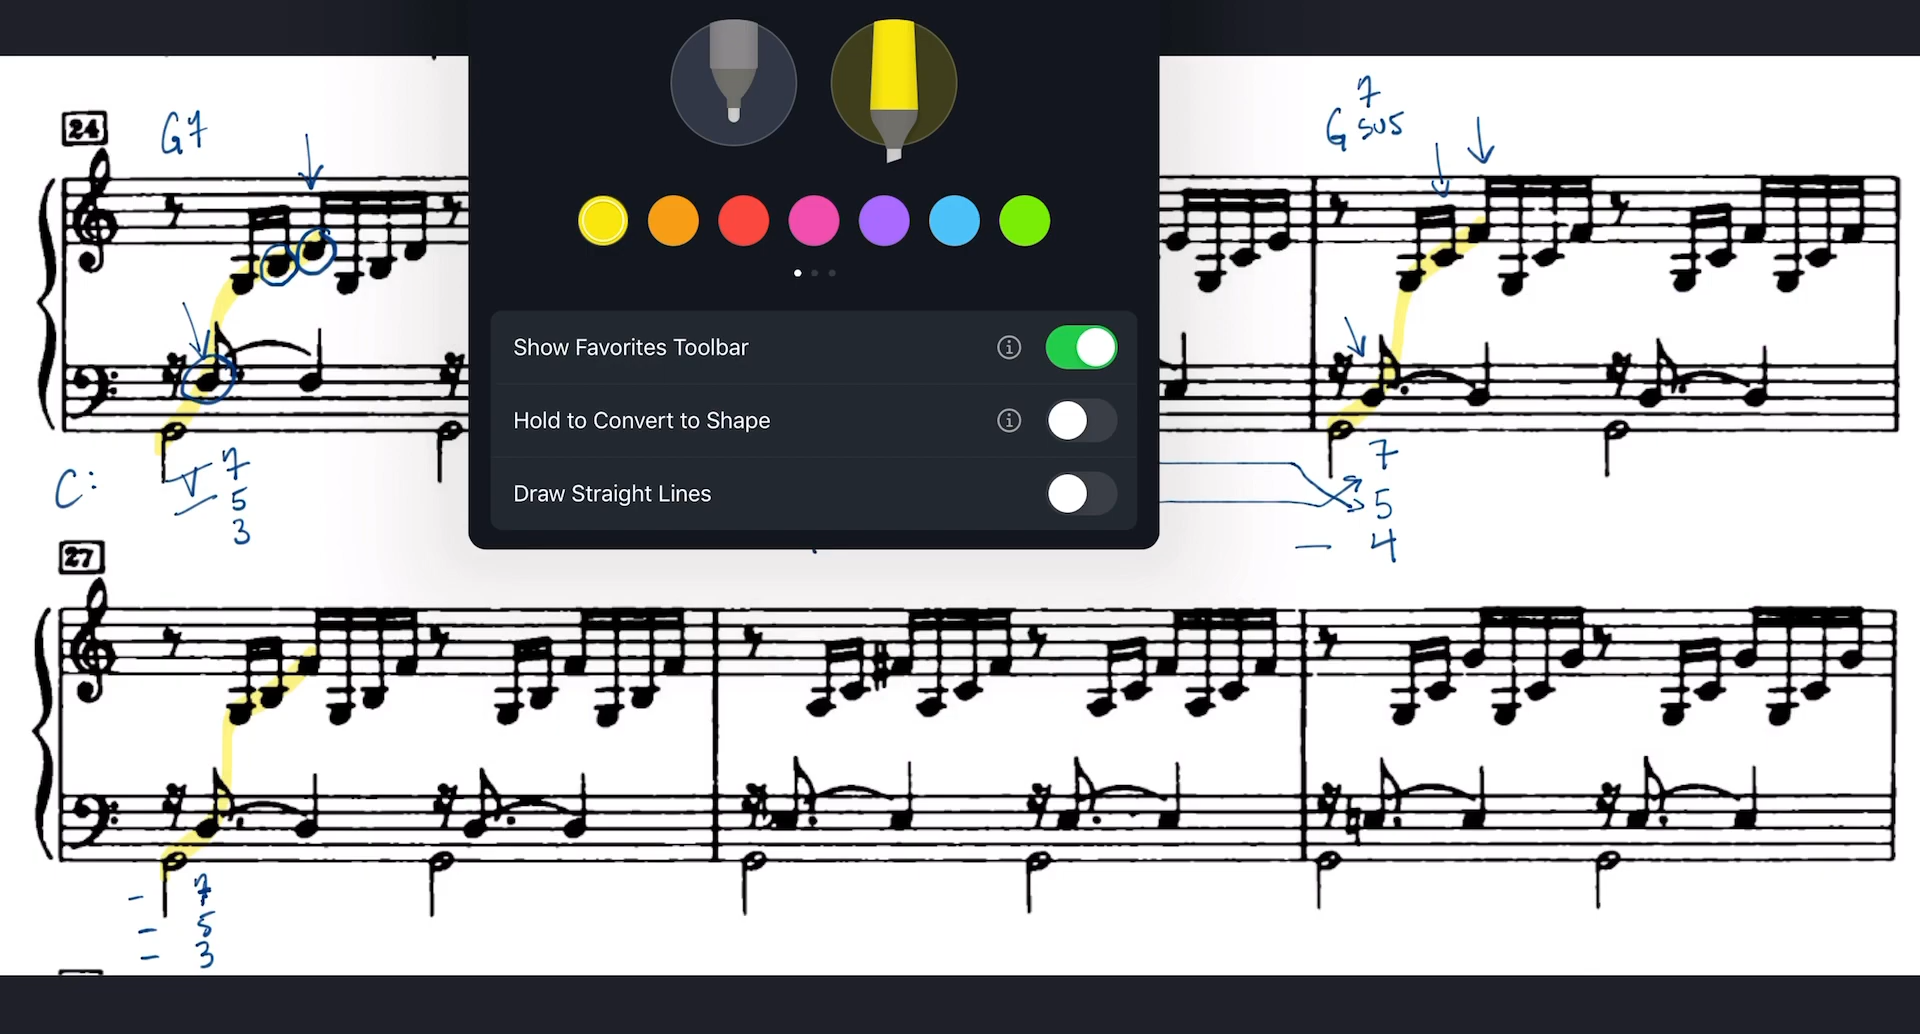 24
G7
7
G sus
Show Favorites Toolbar
Hold to Convert to Shape
Draw Straight Lines
C: V 7
5
3
7
5
– 4
27
– 7
– 5
– 3